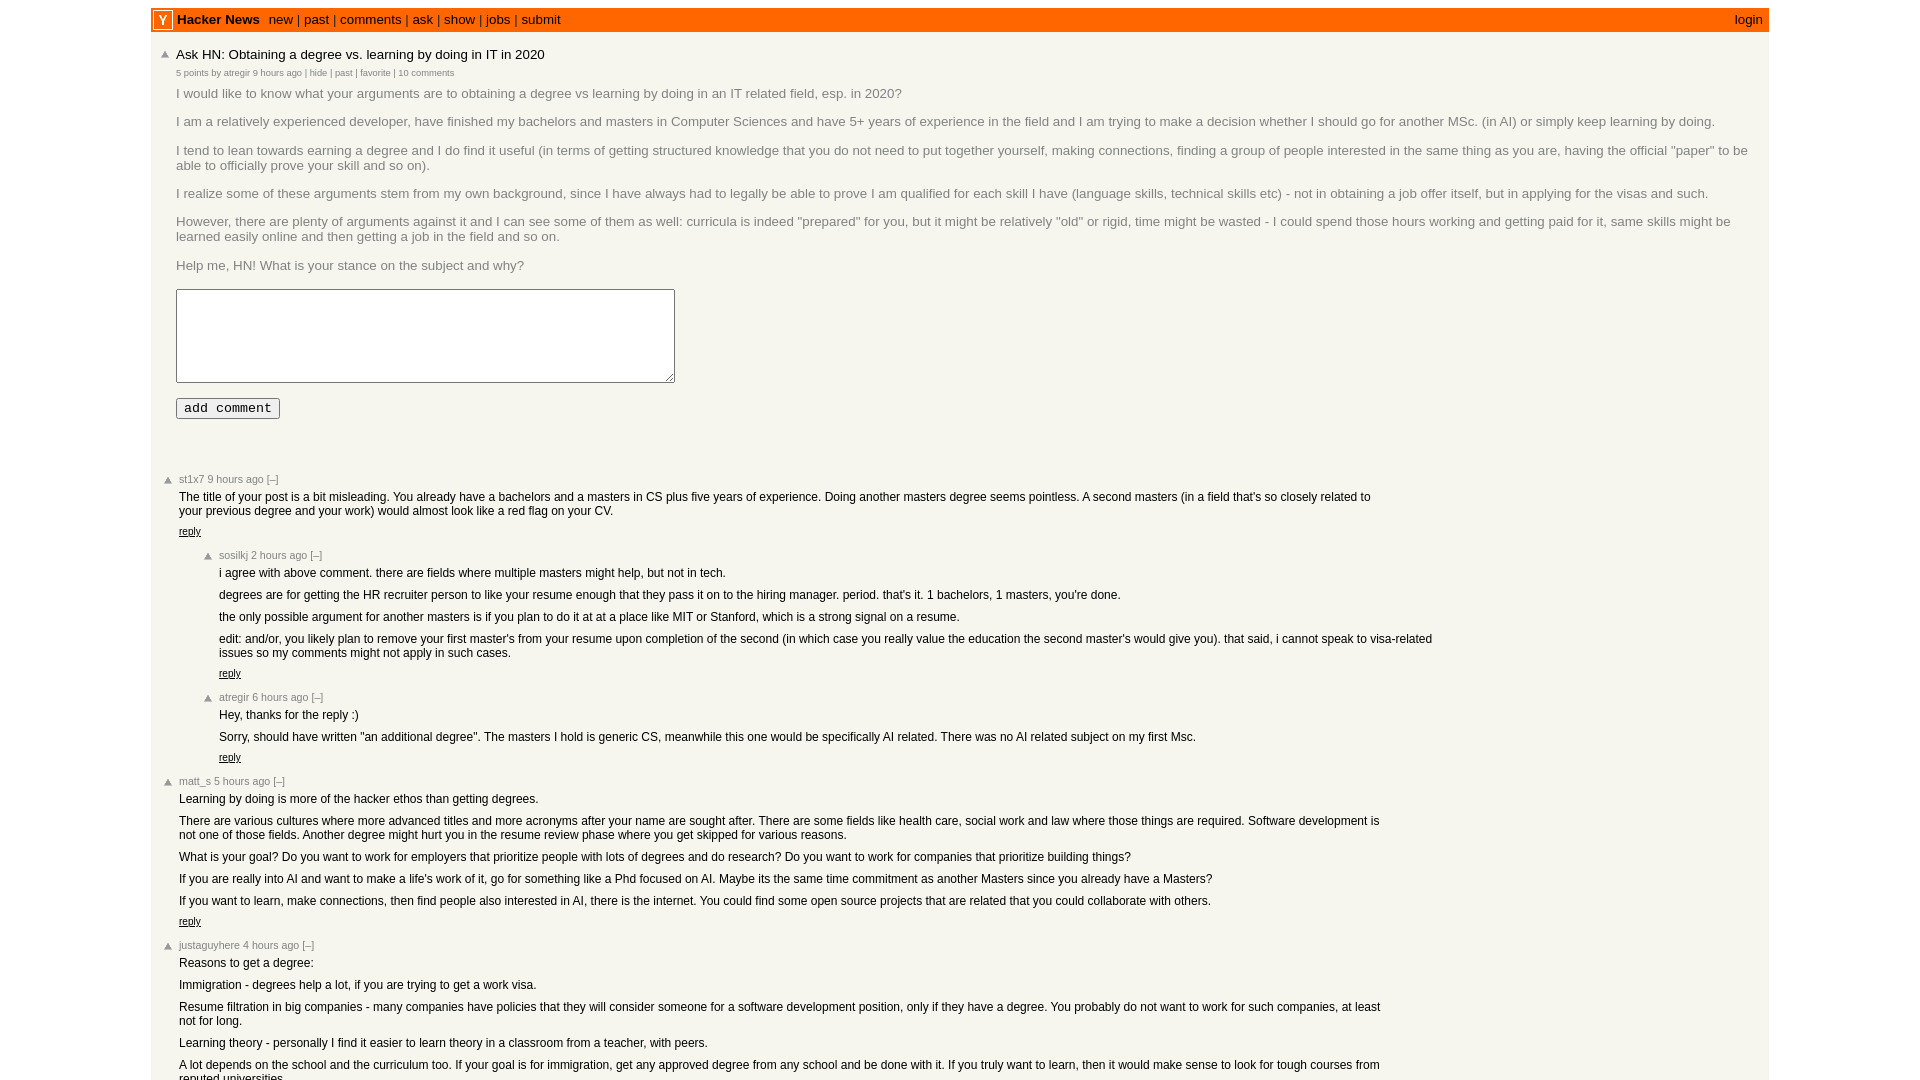 Y Hacker News new | past | comments | ask | show | jobs | submit login
Ask HN: Obtaining a degree vs. learning by doing in IT in 2020
5 points by atregir 9 hours ago | hide | past | favorite | 10 comments
I would like to know what your arguments are to obtaining a degree vs learning by doing in an IT related field, esp. in 2020?
I am a relatively experienced developer, have finished my bachelors and masters in Computer Sciences and have 5+ years of experience in the field and I am trying to make a decision whether I should go for another MSc. (in AI) or simply keep learning by doing.
I tend to lean towards earning a degree and I do find it useful (in terms of getting structured knowledge that you do not need to put together yourself, making connections, finding a group of people interested in the same thing as you are, having the official "paper" to be
able to officially prove your skill and so on).
I realize some of these arguments stem from my own background, since I have always had to legally be able to prove I am qualified for each skill I have (language skills, technical skills etc) - not in obtaining a job offer itself, but in applying for the visas and such.
However, there are plenty of arguments against it and I can see some of them as well: curricula is indeed "prepared" for you, but it might be relatively "old" or rigid, time might be wasted - I could spend those hours working and getting paid for it, same skills might be
learned easily online and then getting a job in the field and so on.
Help me, HN! What is your stance on the subject and why?
add comment
st1x7 9 hours ago [–]
The title of your post is a bit misleading. You already have a bachelors and a masters in CS plus five years of experience. Doing another masters degree seems pointless. A second masters (in a field that's so closely related to
your previous degree and your work) would almost look like a red flag on your CV.
reply
sosilkj 2 hours ago [–]
i agree with above comment. there are fields where multiple masters might help, but not in tech.
degrees are for getting the HR recruiter person to like your resume enough that they pass it on to the hiring manager. period. that's it. 1 bachelors, 1 masters, you're done.
the only possible argument for another masters is if you plan to do it at at a place like MIT or Stanford, which is a strong signal on a resume.
edit: and/or, you likely plan to remove your first master's from your resume upon completion of the second (in which case you really value the education the second master's would give you). that said, i cannot speak to visa-related
issues so my comments might not apply in such cases.
reply
atregir 6 hours ago [–]
Hey, thanks for the reply :)
Sorry, should have written "an additional degree". The masters I hold is generic CS, meanwhile this one would be specifically AI related. There was no AI related subject on my first Msc.
reply
matt_s 5 hours ago [–]
Learning by doing is more of the hacker ethos than getting degrees.
There are various cultures where more advanced titles and more acronyms after your name are sought after. There are some fields like health care, social work and law where those things are required. Software development is
not one of those fields. Another degree might hurt you in the resume review phase where you get skipped for various reasons.
What is your goal? Do you want to work for employers that prioritize people with lots of degrees and do research? Do you want to work for companies that prioritize building things?
If you are really into AI and want to make a life's work of it, go for something like a Phd focused on AI. Maybe its the same time commitment as another Masters since you already have a Masters?
If you want to learn, make connections, then find people also interested in AI, there is the internet. You could find some open source projects that are related that you could collaborate with others.
reply
justaguyhere 4 hours ago [–]
Reasons to get a degree:
Immigration - degrees help a lot, if you are trying to get a work visa.
Resume filtration in big companies - many companies have policies that they will consider someone for a software development position, only if they have a degree. You probably do not want to work for such companies, at least
not for long.
Learning theory - personally I find it easier to learn theory in a classroom from a teacher, with peers.
A lot depends on the school and the curriculum too. If your goal is for immigration, get any approved degree from any school and be done with it. If you truly want to learn, then it would make sense to look for tough courses from
reputed universities.